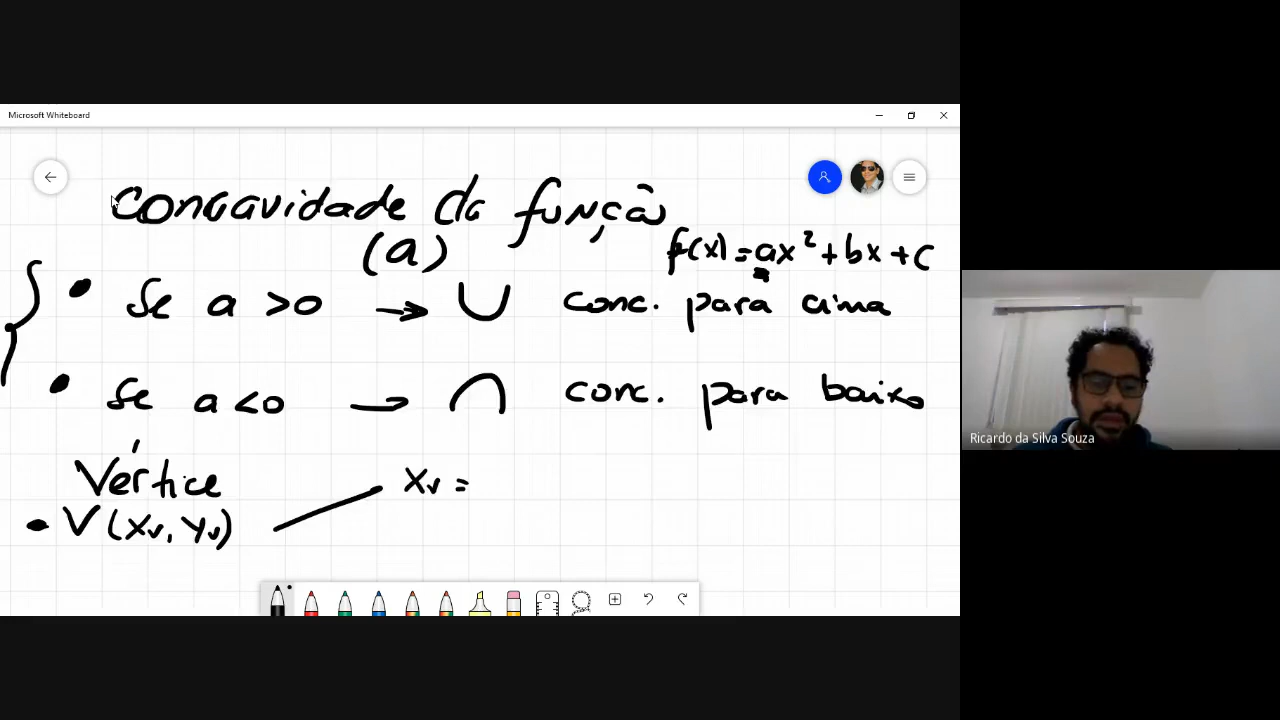 Microsoft Whiteboard
Concavidade da função
(a)
f(x) = ax² + bx + c
• Se a > 0 → ∪ conc. para cima
• Se a < 0 → ∩ conc. para baixo
Vértice
• V(xv, yv)
xv =
Ricardo da Silva Souza